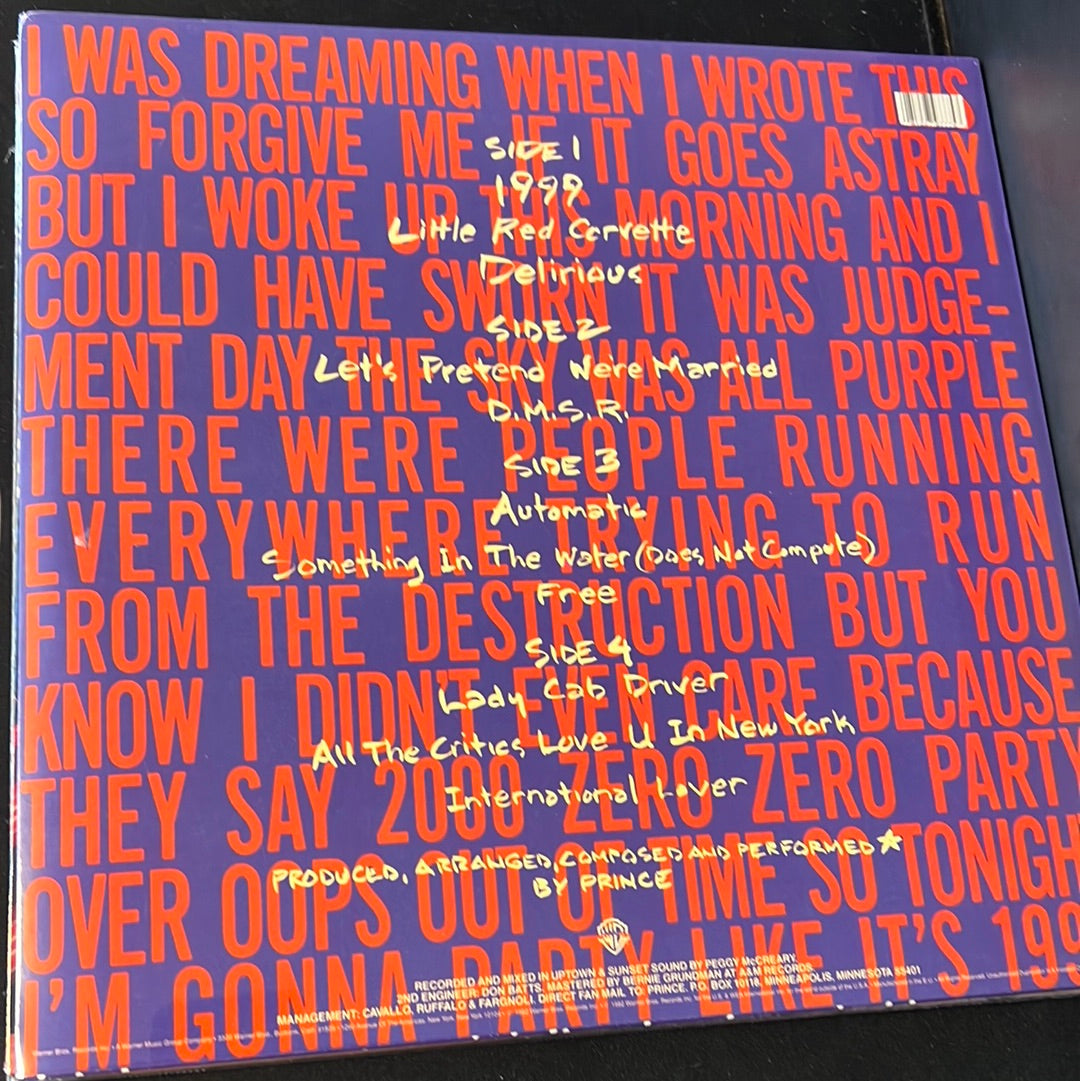 I WAS DREAMING WHEN I WROTE THIS
SO FORGIVE ME IF IT GOES ASTRAY
BUT I WOKE UP THIS MORNING AND I
COULD HAVE SWORN IT WAS JUDGE-
MENT DAY THE SKY WAS ALL PURPLE
THERE WERE PEOPLE RUNNING
EVERYWHERE TRYING TO RUN
FROM THE DESTRUCTION BUT YOU
KNOW I DIDN'T EVEN CARE BECAUSE
THEY SAY 2000 ZERO ZERO PARTY
OVER OOPS OUT OF TIME SO TONIGH
I'M GONNA PARTY LIKE IT'S 199
SIDE 1
1999
Little Red Corvette
Delirious
SIDE 2
Let's Pretend We're Married
D.M.S.R.
SIDE 3
Automatic
Something In The Water (Does Not Compute)
Free
SIDE 4
Lady Cab Driver
All The Critics Love U In New York
International Lover
PRODUCED, ARRANGED, COMPOSED AND PERFORMED★
BY PRINCE
RECORDED AND MIXED IN UPTOWN & SUNSET SOUND BY PEGGY McCREARY.
2ND ENGINEER: DON BATTS. MASTERED BY BERNIE GRUNDMAN AT A&M RECORDS.
MANAGEMENT: CAVALLO, RUFFALO & FARGNOLI. DIRECT FAN MAIL TO: PRINCE, P.O. BOX 10118, MINNEAPOLIS, MINNESOTA 55401